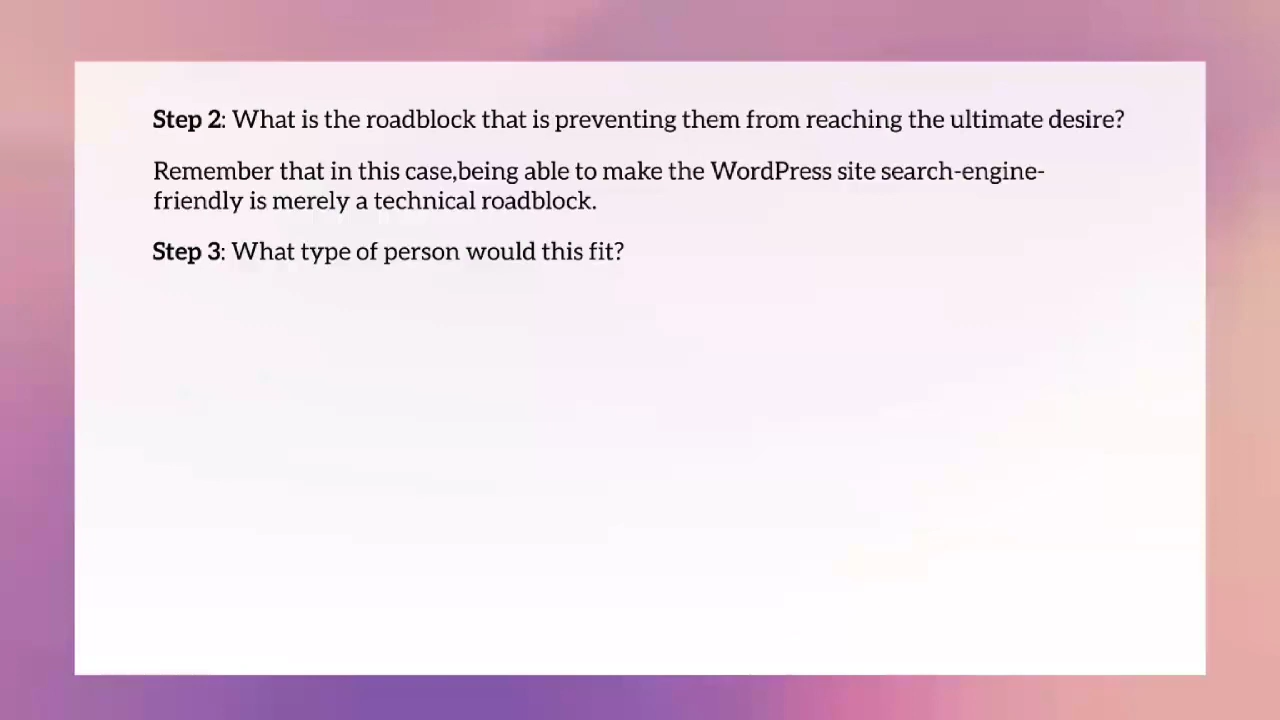 Step 2: What is the roadblock that is preventing them from reaching the ultimate desire?
Remember that in this case,being able to make the WordPress site search-engine-
friendly is merely a technical roadblock.
Step 3: What type of person would this fit?